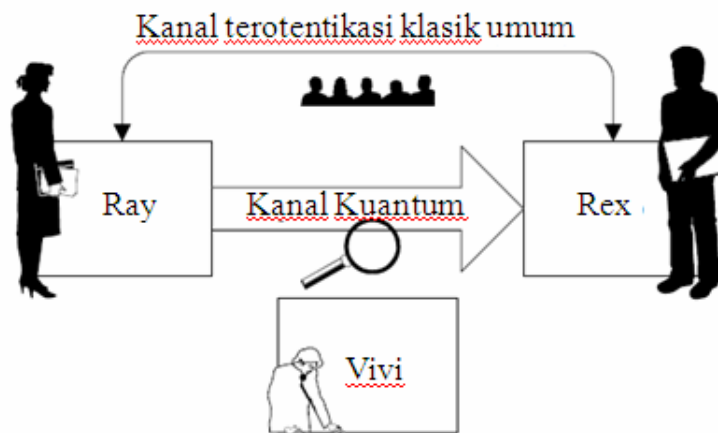 Kanal terotentikasi klasik umum
Ray
Kanal Kuantum
Rex
Vivi